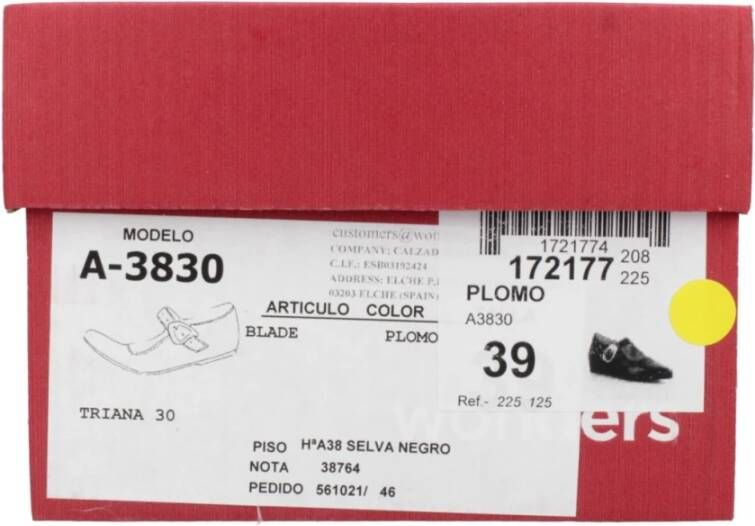 MODELO
A-3830
customers@wor
COMPANY: CALZAD
C.I.F.: ESB03192424
ADDRESS: ELCHE P.I
03203 ELCHE (SPAIN)
ARTICULO COLOR
BLADE PLOMO
TRIANA 30
PISO HªA38 SELVA NEGRO
NOTA 38764
PEDIDO 561021/ 46
1721774
172177
208
225
PLOMO
A3830
39
Ref.- 225 125